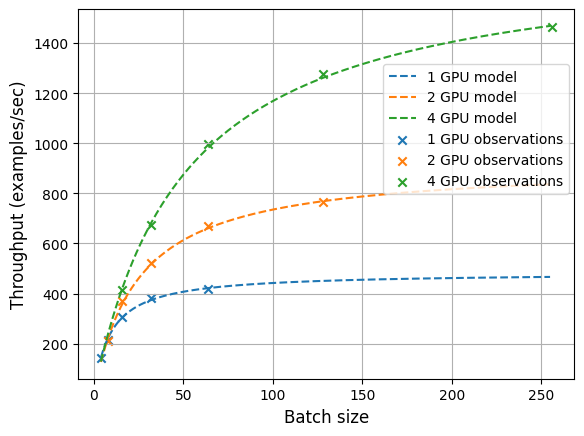 1400
1200
1000
800
600
400
200
Throughput (examples/sec)
1 GPU model
2 GPU model
4 GPU model
1 GPU observations
2 GPU observations
4 GPU observations
0
50
100
150
200
250
Batch size